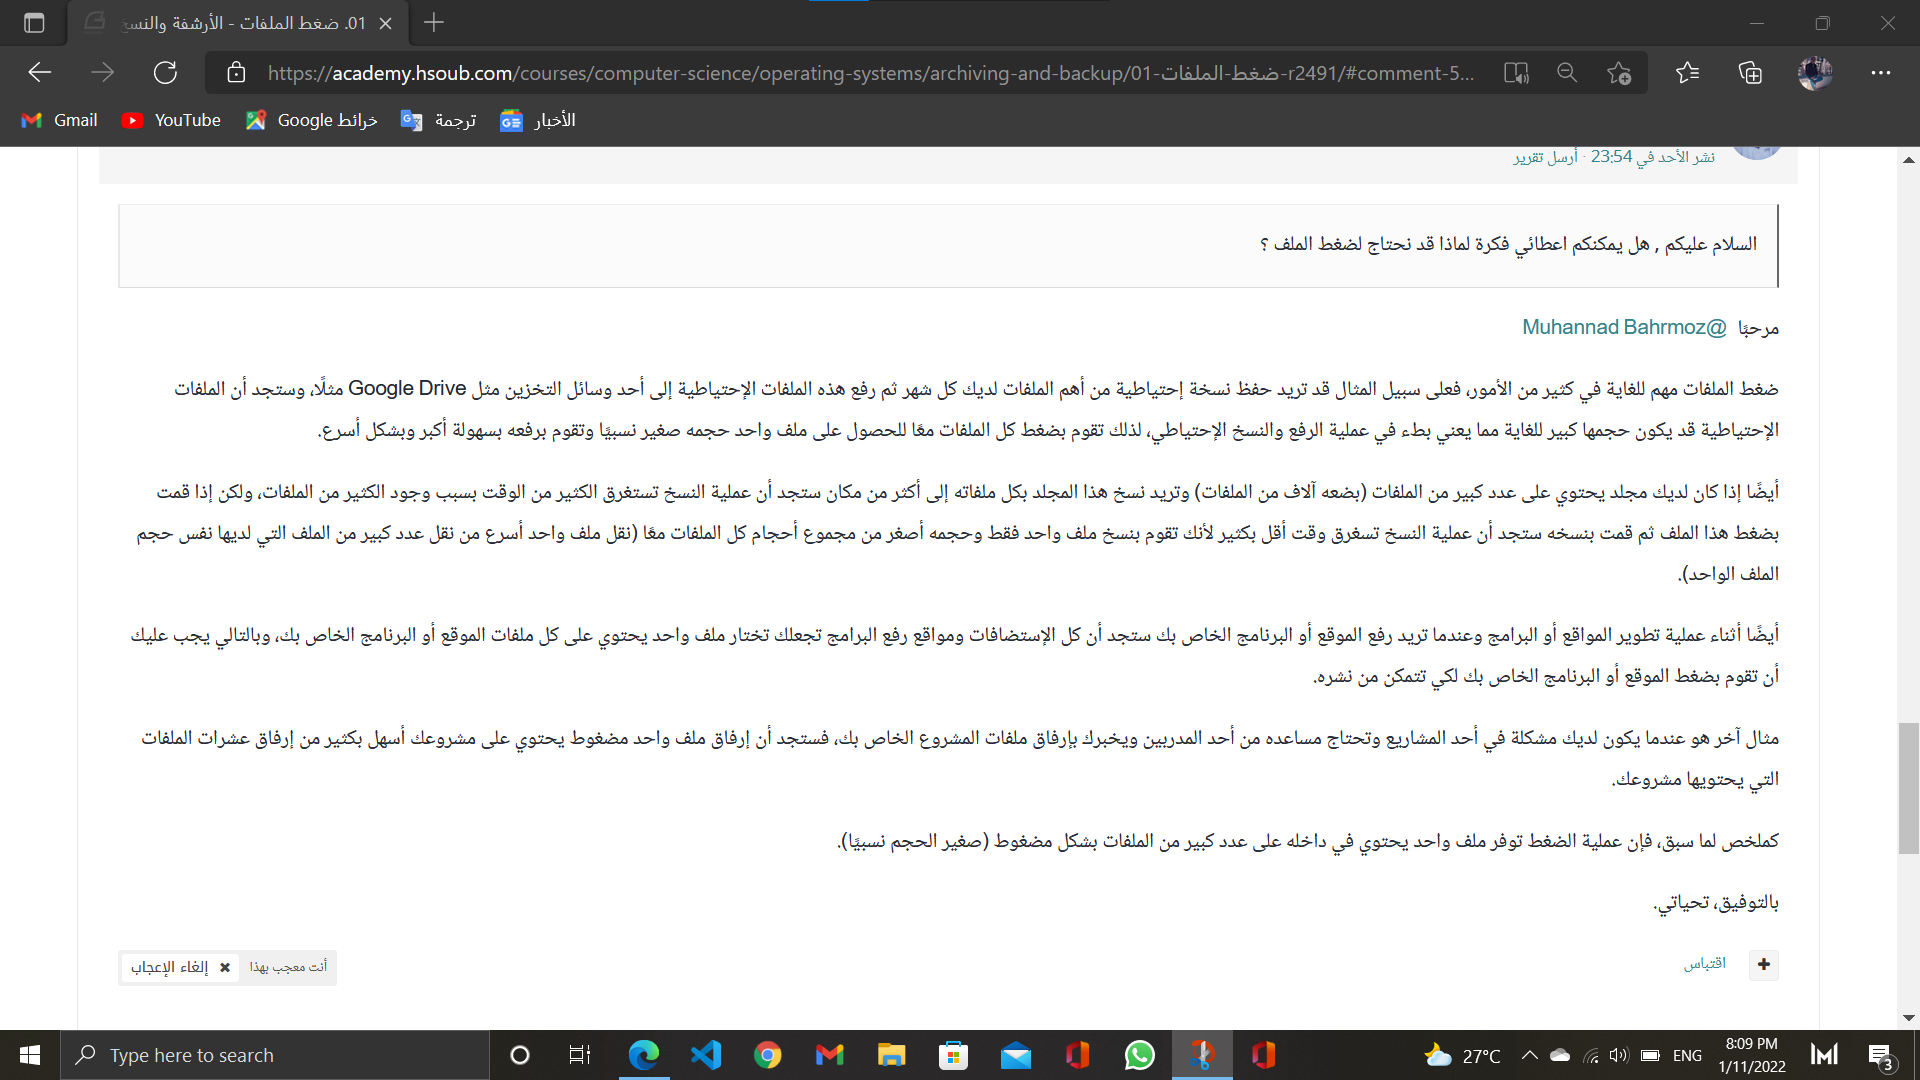 01. ضغط الملفات - الأرشفة والنسخ
https://academy.hsoub.com/courses/computer-science/operating-systems/archiving-and-backup/01-ضغط-الملفات-r2491/#comment-5...
Gmail
YouTube
خرائط Google
ترجمة
الأخبار
نشر الأحد في 23:54 · أرسل تقرير
السلام عليكم , هل يمكنكم اعطائي فكرة لماذا قد نحتاج لضغط الملف ؟
مرحبًا @Muhannad Bahrmoz
ضغط الملفات مهم للغاية في كثير من الأمور، فعلى سبيل المثال قد تريد حفظ نسخة إحتياطية من أهم الملفات لديك كل شهر ثم رفع هذه الملفات الإحتياطية إلى أحد وسائل التخزين مثل Google Drive مثلًا، وستجد أن الملفات
الإحتياطية قد يكون حجمها كبير للغاية مما يعني بطء في عملية الرفع والنسخ الإحتياطي، لذلك تقوم بضغط كل الملفات معًا للحصول على ملف واحد حجمه صغير نسبيًا وتقوم برفعه بسهولة أكبر وبشكل أسرع.
أيضًا إذا كان لديك مجلد يحتوي على عدد كبير من الملفات (بضعه آلاف من الملفات) وتريد نسخ هذا المجلد بكل ملفاته إلى أكثر من مكان ستجد أن عملية النسخ تستغرق الكثير من الوقت بسبب وجود الكثير من الملفات، ولكن إذا قمت
بضغط هذا الملف ثم قمت بنسخه ستجد أن عملية النسخ تسغرق وقت أقل بكثير لأنك تقوم بنسخ ملف واحد فقط وحجمه أصغر من مجموع أحجام كل الملفات معًا (نقل ملف واحد أسرع من نقل عدد كبير من الملف التي لديها نفس حجم
الملف الواحد).
أيضًا أثناء عملية تطوير المواقع أو البرامج وعندما تريد رفع الموقع أو البرنامج الخاص بك ستجد أن كل الإستضافات ومواقع رفع البرامج تجعلك تختار ملف واحد يحتوي على كل ملفات الموقع أو البرنامج الخاص بك، وبالتالي يجب عليك
أن تقوم بضغط الموقع أو البرنامج الخاص بك لكي تتمكن من نشره.
مثال آخر هو عندما يكون لديك مشكلة في أحد المشاريع وتحتاج مساعده من أحد المدربين ويخبرك بإرفاق ملفات المشروع الخاص بك، فستجد أن إرفاق ملف واحد مضغوط يحتوي على مشروعك أسهل بكثير من إرفاق عشرات الملفات
التي يحتويها مشروعك.
كملخص لما سبق، فإن عملية الضغط توفر ملف واحد يحتوي في داخله على عدد كبير من الملفات بشكل مضغوط (صغير الحجم نسبيًا).
بالتوفيق، تحياتي.
اقتباس
أنت معجب بهذا
إلغاء الإعجاب
Type here to search
27°C
ENG
8:09 PM
1/11/2022
3